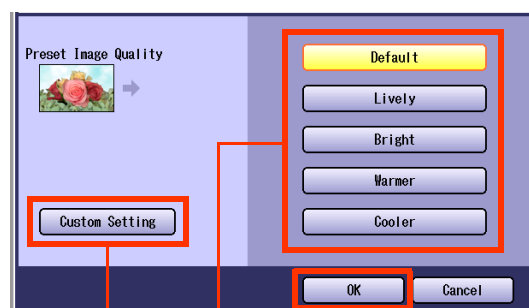 Preset Image Quality
Default
Lively
Bright
Warmer
Custom Setting
Cooler
OK
Cancel